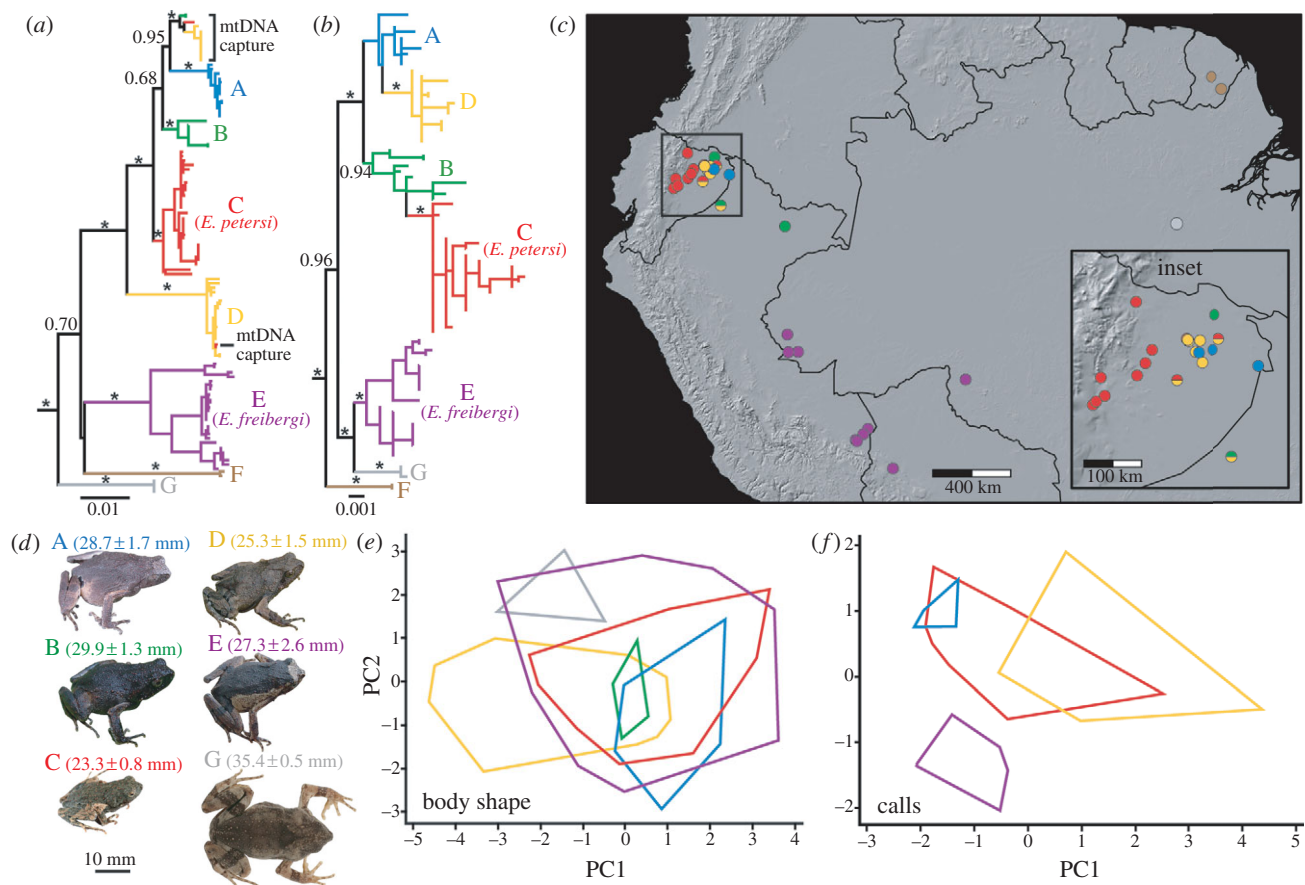 (a)
0.95
mtDNA
capture
0.68
A
B
C
(E. petersi)
D
mtDNA
capture
0.70
E
(E. freibergi)
F
G
0.01
(b)
A
D
B
0.94
C
(E. petersi)
0.96
E
(E. freibergi)
G
F
0.001
(c)
inset
400 km
100 km
(d)
A (28.7±1.7 mm)
D (25.3±1.5 mm)
B (29.9±1.3 mm)
E (27.3±2.6 mm)
C (23.3±0.8 mm)
G (35.4±0.5 mm)
10 mm
(e)
3
2
1
0
−1
−2
−3
PC2
body shape
−5 −4 −3 −2 −1 0 1 2 3 4
PC1
(f)
2
1
0
−1
−2
calls
−3 −2 −1 0 1 2 3 4 5
PC1